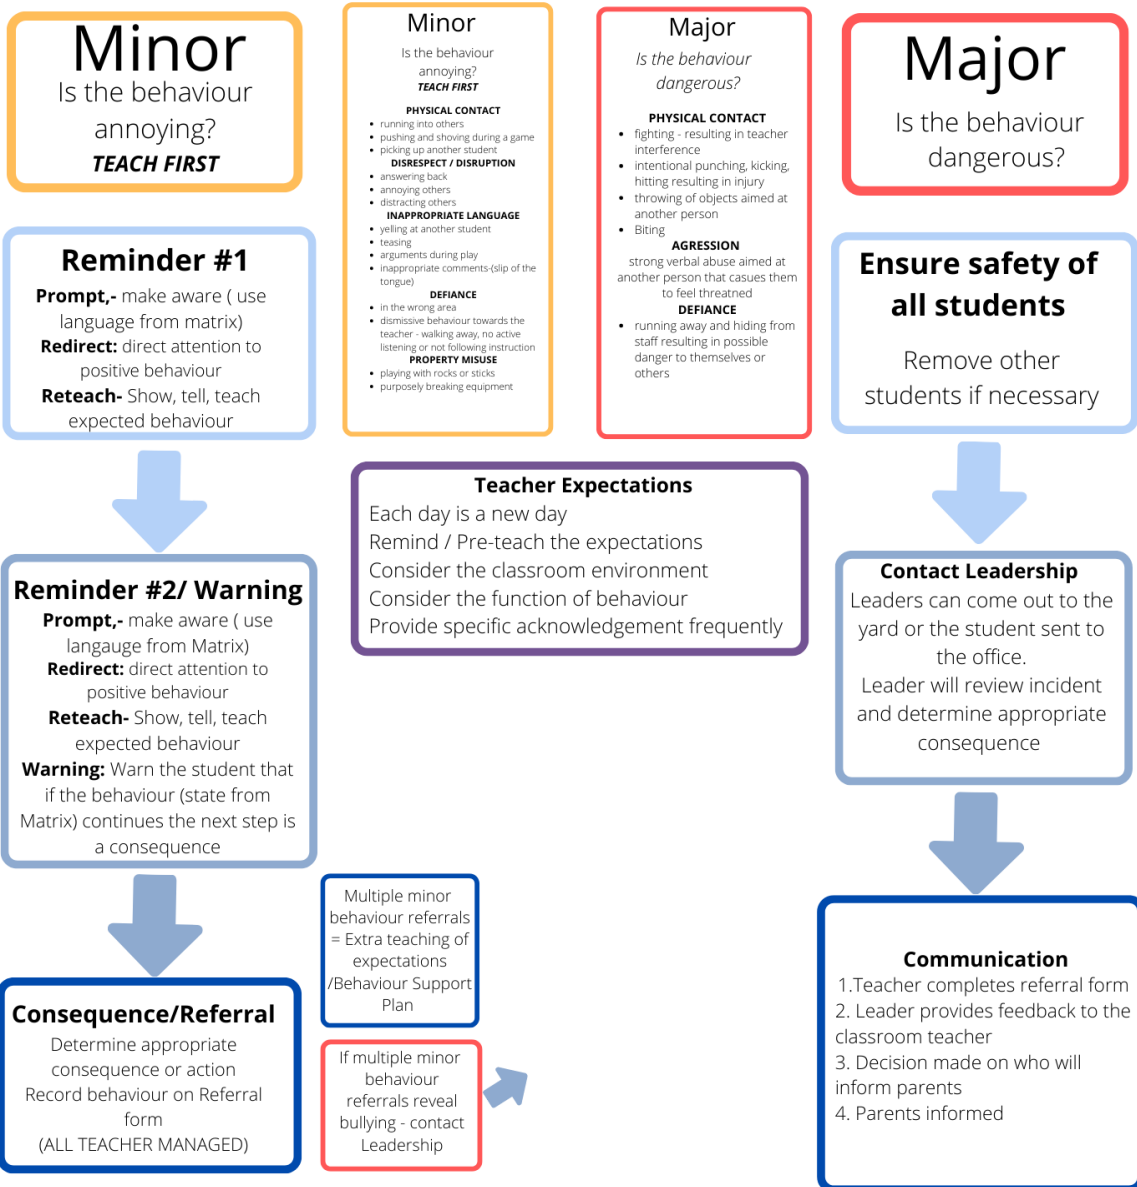 Minor
Is the behaviour
annoying?
TEACH FIRST
Reminder #1
Prompt,- make aware ( use
language from matrix)
Redirect: direct attention to
positive behaviour
Reteach- Show, tell, teach
expected behaviour
Reminder #2/ Warning
Prompt,- make aware ( use
langauge from Matrix)
Redirect: direct attention to
positive behaviour
Reteach- Show, tell, teach
expected behaviour
Warning: Warn the student that
if the behaviour (state from
Matrix) continues the next step is
a consequence
Consequence/Referral
Determine appropriate
consequence or action
Record behaviour on Referral
form
(ALL TEACHER MANAGED)
Minor
Is the behaviour
annoying?
TEACH FIRST
PHYSICAL CONTACT
• running into others
• pushing and shoving during a game
• picking up another student
DISRESPECT / DISRUPTION
• answering back
• annoying others
• distracting others
INAPPROPRIATE LANGUAGE
• yelling at another student
• teasing
• arguments during play
• inappropriate comments-(slip of the
tongue)
DEFIANCE
• in the wrong area
• dismissive behaviour towards the
teacher - walking away, no active
listening or not following instruction
PROPERTY MISUSE
• playing with rocks or sticks
• purposely breaking equipment
Major
Is the behaviour
dangerous?
PHYSICAL CONTACT
• fighting - resulting in teacher
interference
• intentional punching, kicking,
hitting resulting in injury
• throwing of objects aimed at
another person
• Biting
AGRESSION
strong verbal abuse aimed at
another person that casues them
to feel threatned
DEFIANCE
• running away and hiding from
staff resulting in possible
danger to themselves or
others
Teacher Expectations
Each day is a new day
Remind / Pre-teach the expectations
Consider the classroom environment
Consider the function of behaviour
Provide specific acknowledgement frequently
Multiple minor
behaviour referrals
= Extra teaching of
expectations
/Behaviour Support
Plan
If multiple minor
behaviour
referrals reveal
bullying - contact
Leadership
Major
Is the behaviour
dangerous?
Ensure safety of
all students
Remove other
students if necessary
Contact Leadership
Leaders can come out to the
yard or the student sent to
the office.
Leader will review incident
and determine appropriate
consequence
Communication
1.Teacher completes referral form
2. Leader provides feedback to the
classroom teacher
3. Decision made on who will
inform parents
4. Parents informed